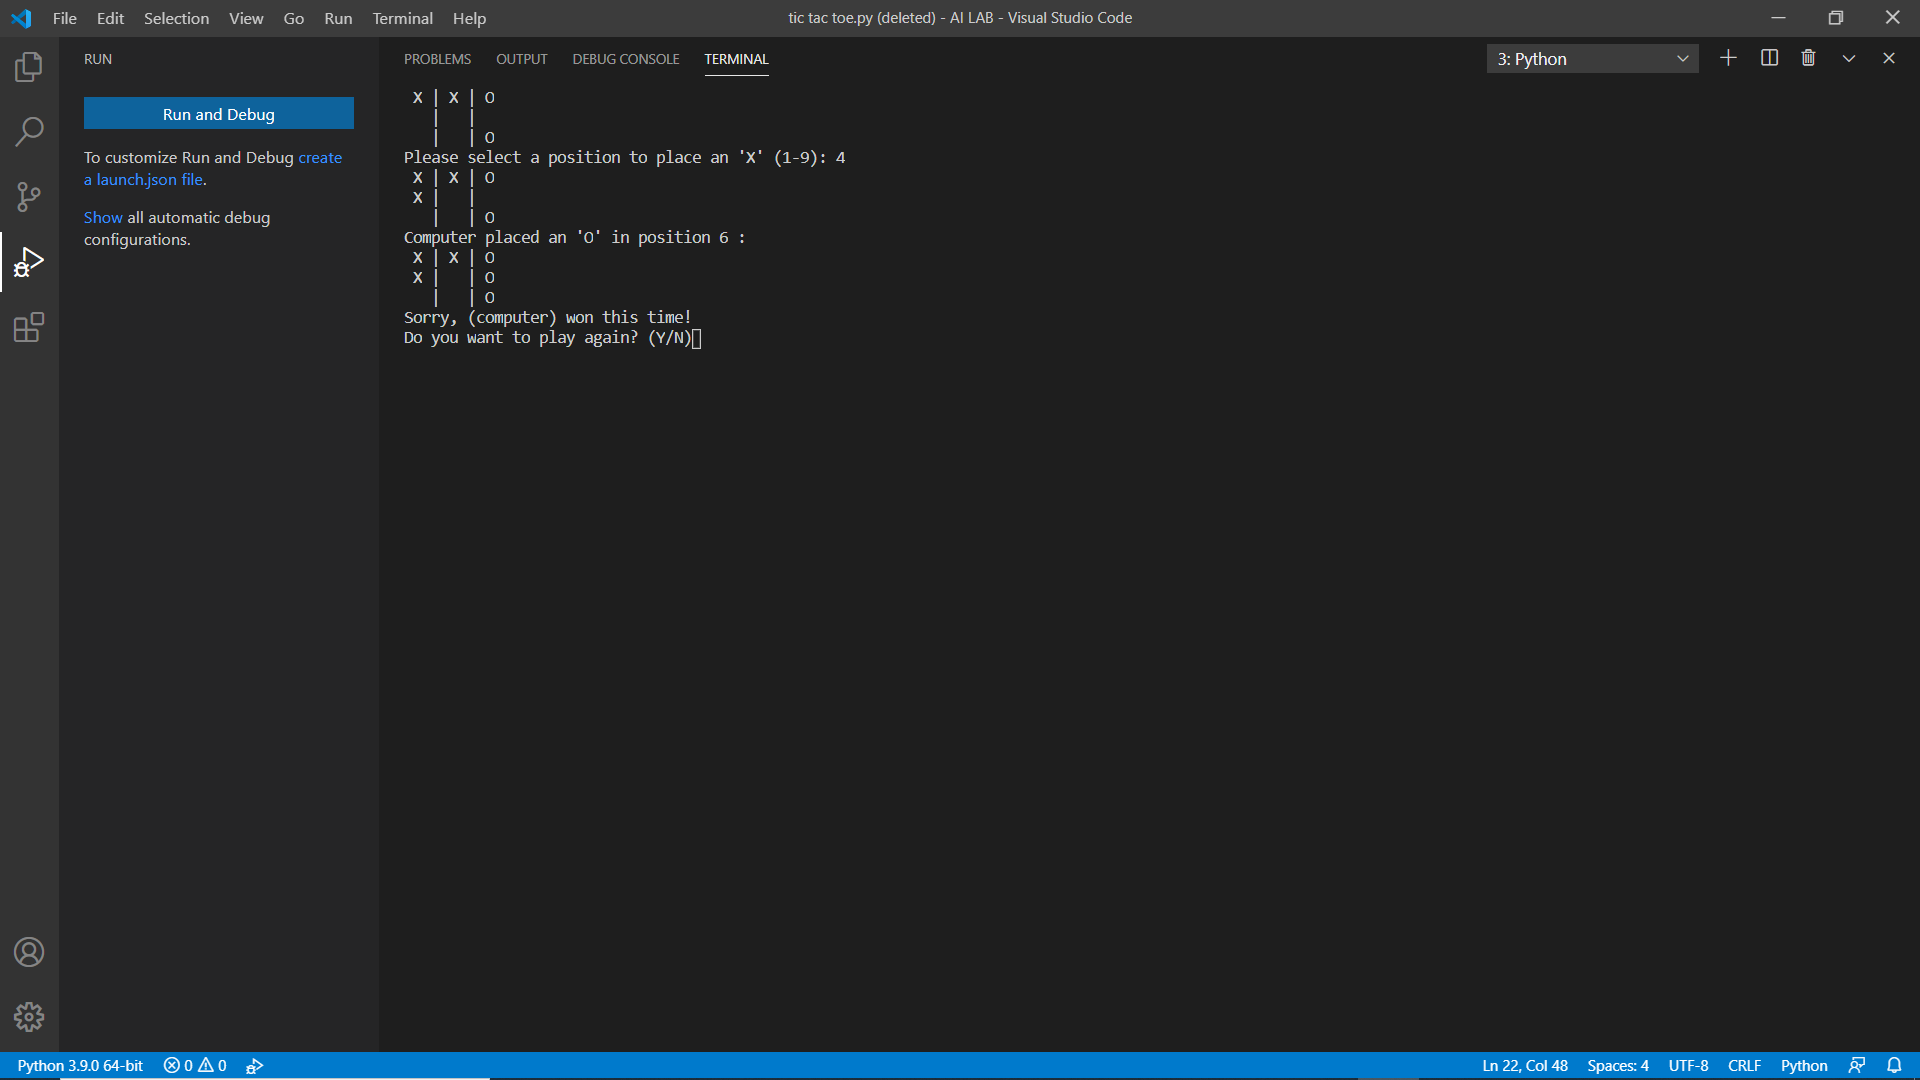 File Edit Selection View Go Run Terminal Help
tic tac toe.py (deleted) - AI LAB - Visual Studio Code
RUN
Run and Debug
To customize Run and Debug create
a launch.json file.
Show all automatic debug
configurations.
PROBLEMS OUTPUT DEBUG CONSOLE TERMINAL
3: Python
X | X | O
| |
| | O
Please select a position to place an 'X' (1-9): 4
X | X | O
X | |
| | O
Computer placed an 'O' in position 6 :
X | X | O
X | | O
| | O
Sorry, (computer) won this time!
Do you want to play again? (Y/N)
Python 3.9.0 64-bit 0 0
Ln 22, Col 48 Spaces: 4 UTF-8 CRLF Python